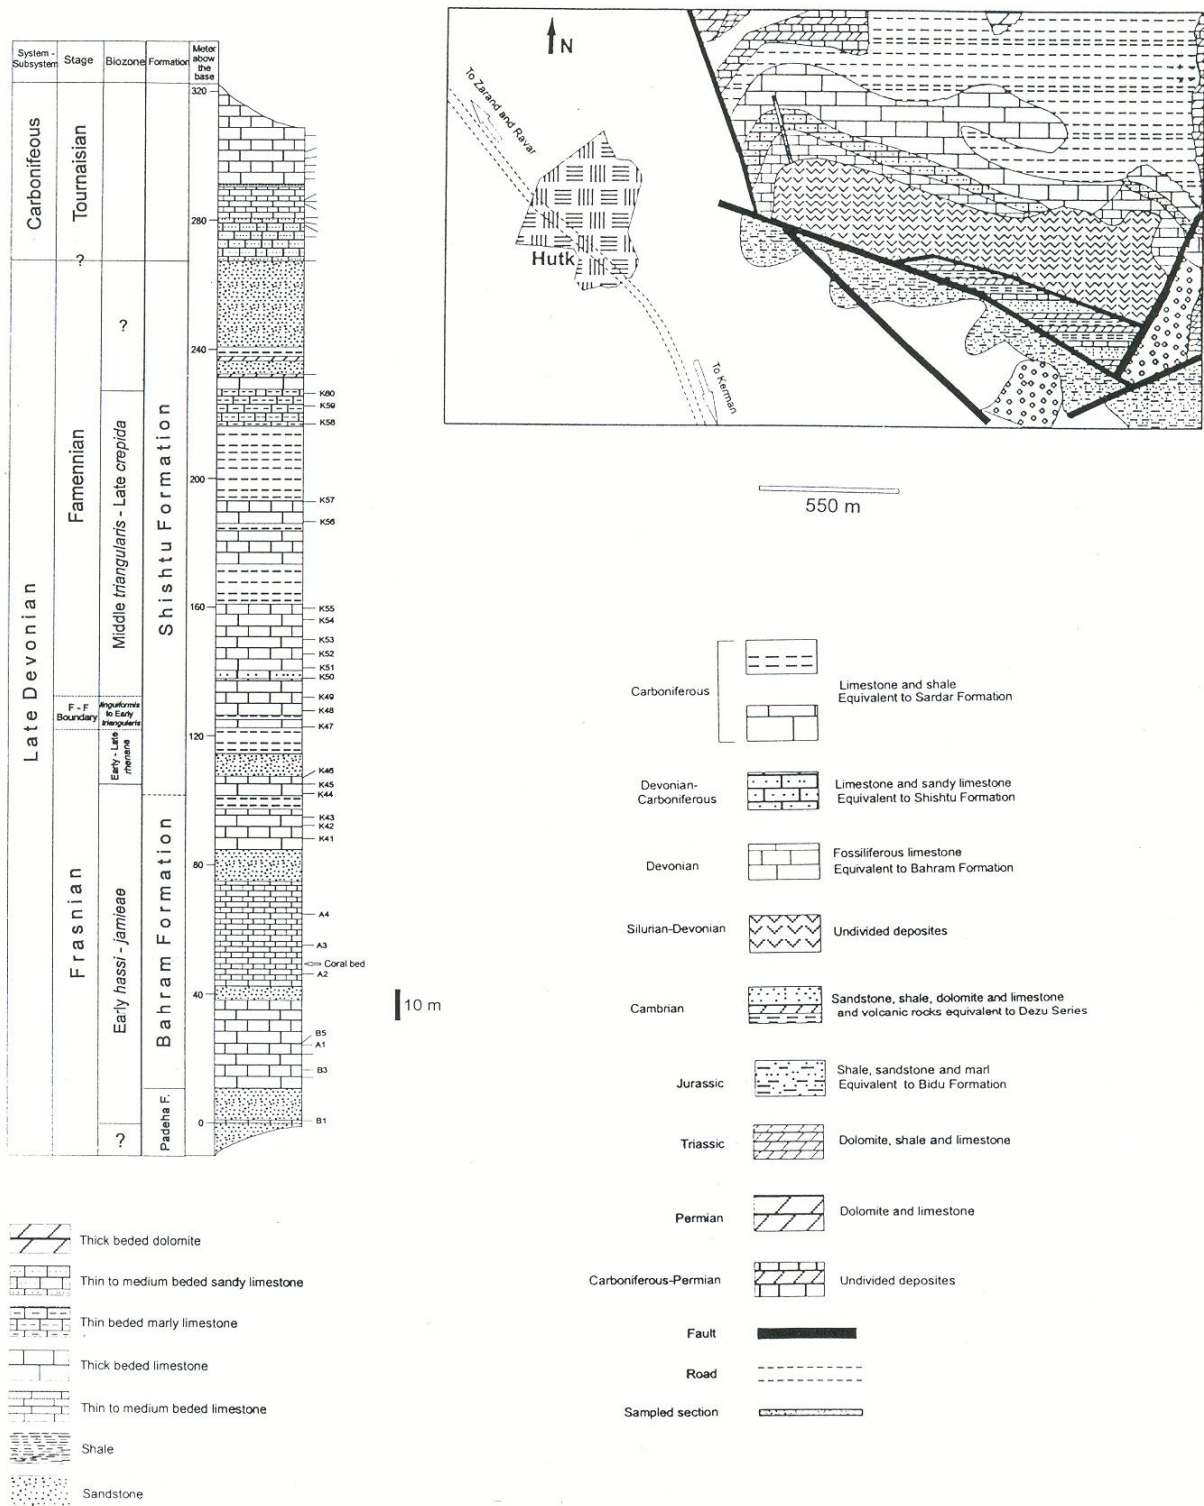 System - Subsystem
Stage
Biozone
Formation
Meter above the base
Carbonifeous
Late Devonian
Tournaisian
?
Famennian
F - F Boundary
Frasnian
?
Middle triangularis - Late crepida
linguiformis to Early triangularis
Early - Late rhenana
Early hassi - jamieae
?
Shishtu Formation
Bahram Formation
Padeha F.
320
280
240
200
160
120
80
40
0
K60
K59
K58
K57
K56
K55
K54
K53
K52
K51
K50
K49
K48
K47
K46
K45
K44
K43
K42
K41
A4
A3
Coral bed
A2
B5
A1
B3
B1
10 m
N
To Zarand and Ravar
Hutk
To Kerman
550 m
Carboniferous
Limestone and shale
Equivalent to Sardar Formation
Devonian-
Carboniferous
Limestone and sandy limestone
Equivalent to Shishtu Formation
Devonian
Fossiliferous limestone
Equivalent to Bahram Formation
Silurian-Devonian
Undivided deposites
Cambrian
Sandstone, shale, dolomite and limestone
and volcanic rocks equivalent to Dezu Series
Jurassic
Shale, sandstone and marl
Equivalent to Bidu Formation
Triassic
Dolomite, shale and limestone
Permian
Dolomite and limestone
Carboniferous-Permian
Undivided deposites
Fault
Road
Sampled section
Thick beded dolomite
Thin to medium beded sandy limestone
Thin beded marly limestone
Thick beded limestone
Thin to medium beded limestone
Shale
Sandstone